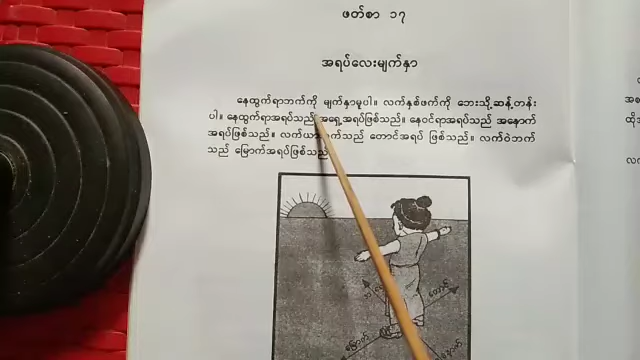 ဖတ်စာ ၁၇
အရပ်လေးမျက်နှာ
နေထွက်ရာဘက်ကို မျက်နှာမူပါ။ လက်နှစ်ဖက်ကို ဘေးသို့ဆန့်တန်း
ပါ။ နေထွက်ရာအရပ်သည် အရှေ့အရပ်ဖြစ်သည်။ နေဝင်ရာအရပ်သည် အနောက်
အရပ်ဖြစ်သည်။ လက်ယာဘက်သည် တောင်အရပ် ဖြစ်သည်။ လက်ဝဲဘက်
သည် မြောက်အရပ်ဖြစ်သည်
တောင်
မြောက်